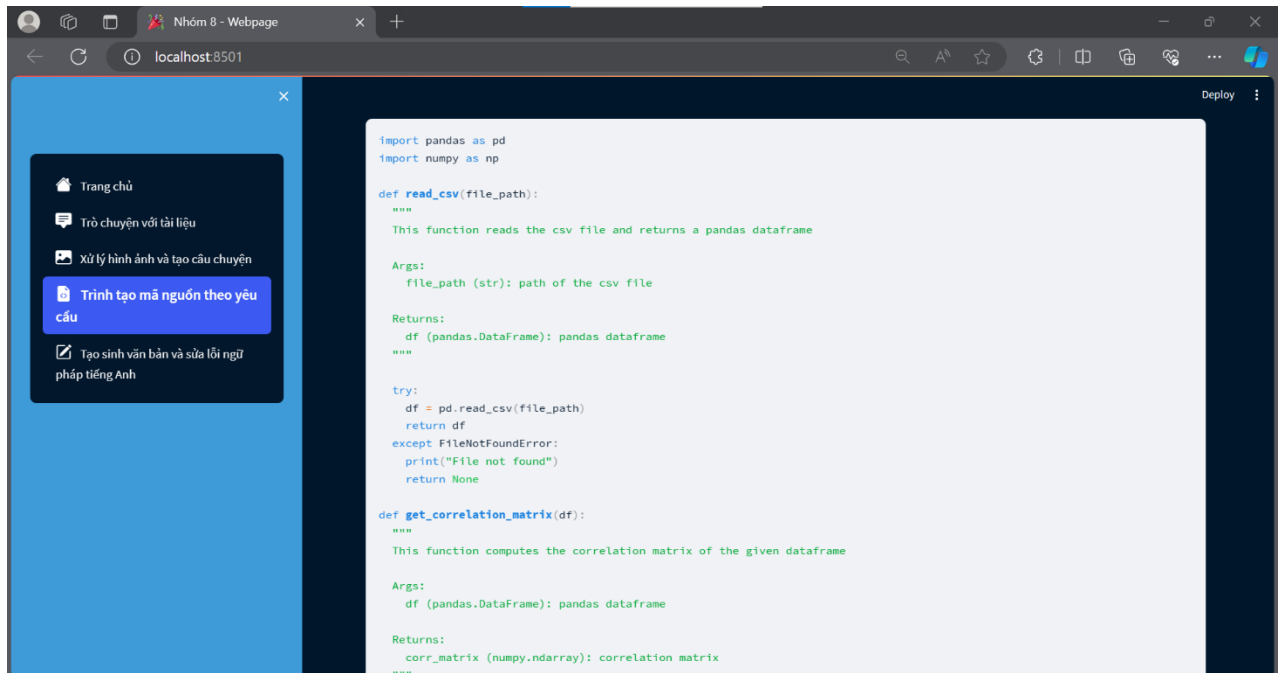 Nhóm 8 - Webpage
localhost:8501
Deploy
Trang chủ
Trò chuyện với tài liệu
Xử lý hình ảnh và tạo câu chuyện
Trình tạo mã nguồn theo yêu
cầu
Tạo sinh văn bản và sửa lỗi ngữ
pháp tiếng Anh
import pandas as pd
import numpy as np
def read_csv(file_path):
"""
This function reads the csv file and returns a pandas dataframe
Args:
file_path (str): path of the csv file
Returns:
df (pandas.DataFrame): pandas dataframe
"""
try:
df = pd.read_csv(file_path)
return df
except FileNotFoundError:
print("File not found")
return None
def get_correlation_matrix(df):
"""
This function computes the correlation matrix of the given dataframe
Args:
df (pandas.DataFrame): pandas dataframe
Returns:
corr_matrix (numpy.ndarray): correlation matrix
"""